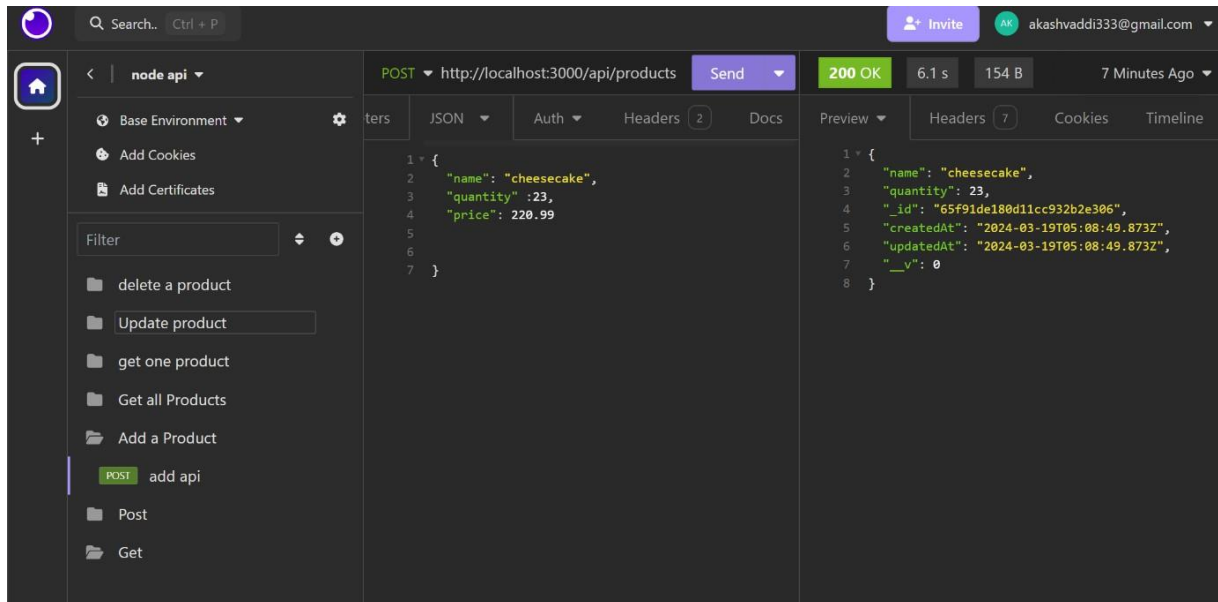 Search.. Ctrl + P
Invite AK akashvaddi333@gmail.com
node api
Base Environment
Add Cookies
Add Certificates
Filter
delete a product
Update product
get one product
Get all Products
Add a Product
POST add api
Post
Get
POST http://localhost:3000/api/products Send
ters JSON Auth Headers 2 Docs
1 {
2 "name": "cheesecake",
3 "quantity" :23,
4 "price": 220.99
5
6
7 }
200 OK 6.1 s 154 B 7 Minutes Ago
Preview Headers 7 Cookies Timeline
1 {
2 "name": "cheesecake",
3 "quantity": 23,
4 "_id": "65f91de180d11cc932b2e306",
5 "createdAt": "2024-03-19T05:08:49.873Z",
6 "updatedAt": "2024-03-19T05:08:49.873Z",
7 "__v": 0
8 }